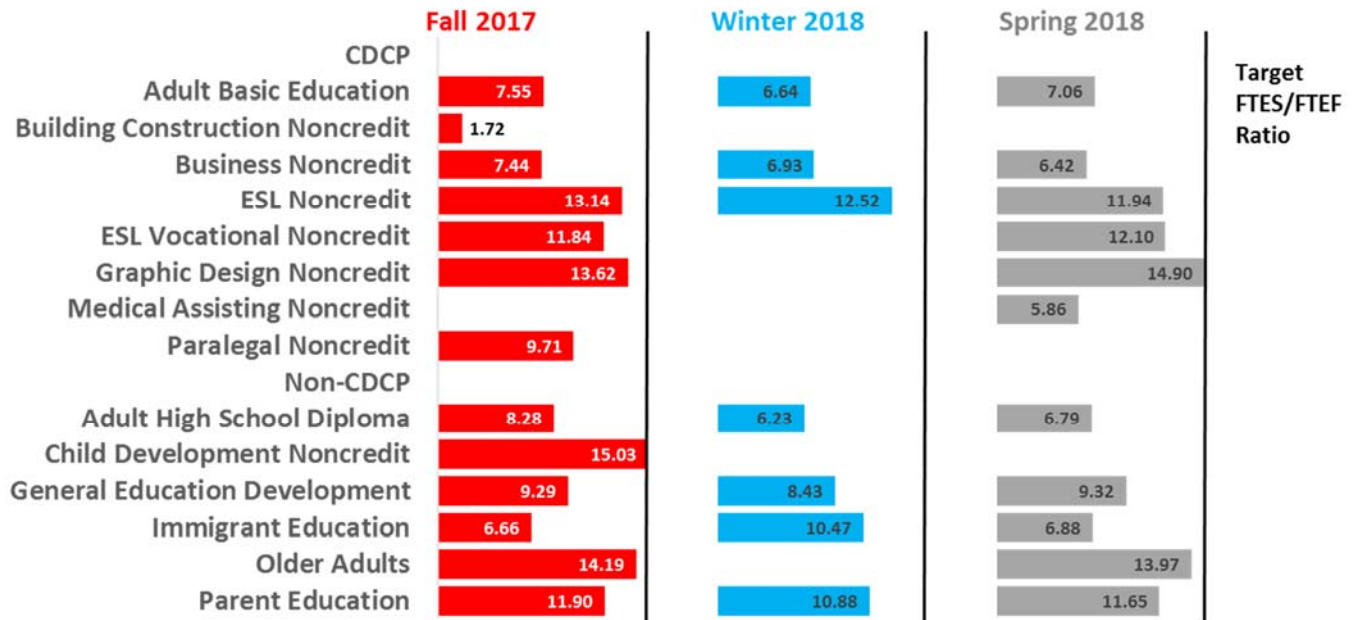 Fall 2017 Winter 2018 Spring 2018
CDCP
Adult Basic Education 7.55 6.64 7.06
Building Construction Noncredit 1.72
Business Noncredit 7.44 6.93 6.42
ESL Noncredit 13.14 12.52 11.94
ESL Vocational Noncredit 11.84 12.10
Graphic Design Noncredit 13.62 14.90
Medical Assisting Noncredit 5.86
Paralegal Noncredit 9.71
Non-CDCP
Adult High School Diploma 8.28 6.23 6.79
Child Development Noncredit 15.03
General Education Development 9.29 8.43 9.32
Immigrant Education 6.66 10.47 6.88
Older Adults 14.19 13.97
Parent Education 11.90 10.88 11.65
Target
FTES/FTEF
Ratio